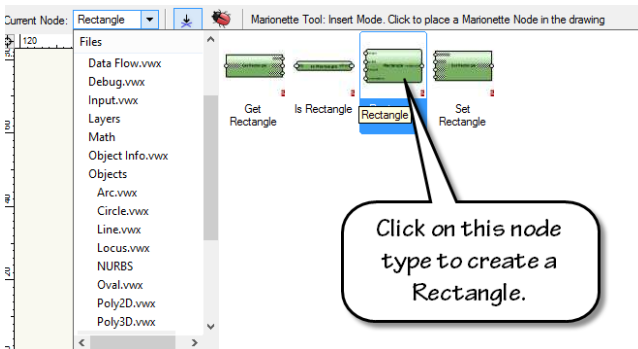 Current Node: Rectangle
Marionette Tool: Insert Mode. Click to place a Marionette Node in the drawing
120
Files
Data Flow.vwx
Debug.vwx
Input.vwx
Layers
Math
Object Info.vwx
Objects
Arc.vwx
Circle.vwx
Line.vwx
Locus.vwx
NURBS
Oval.vwx
Poly2D.vwx
Poly3D.vwx
Get
Rectangle
Is Rectangle
Rectangle
Set
Rectangle
Click on this node
type to create a
Rectangle.